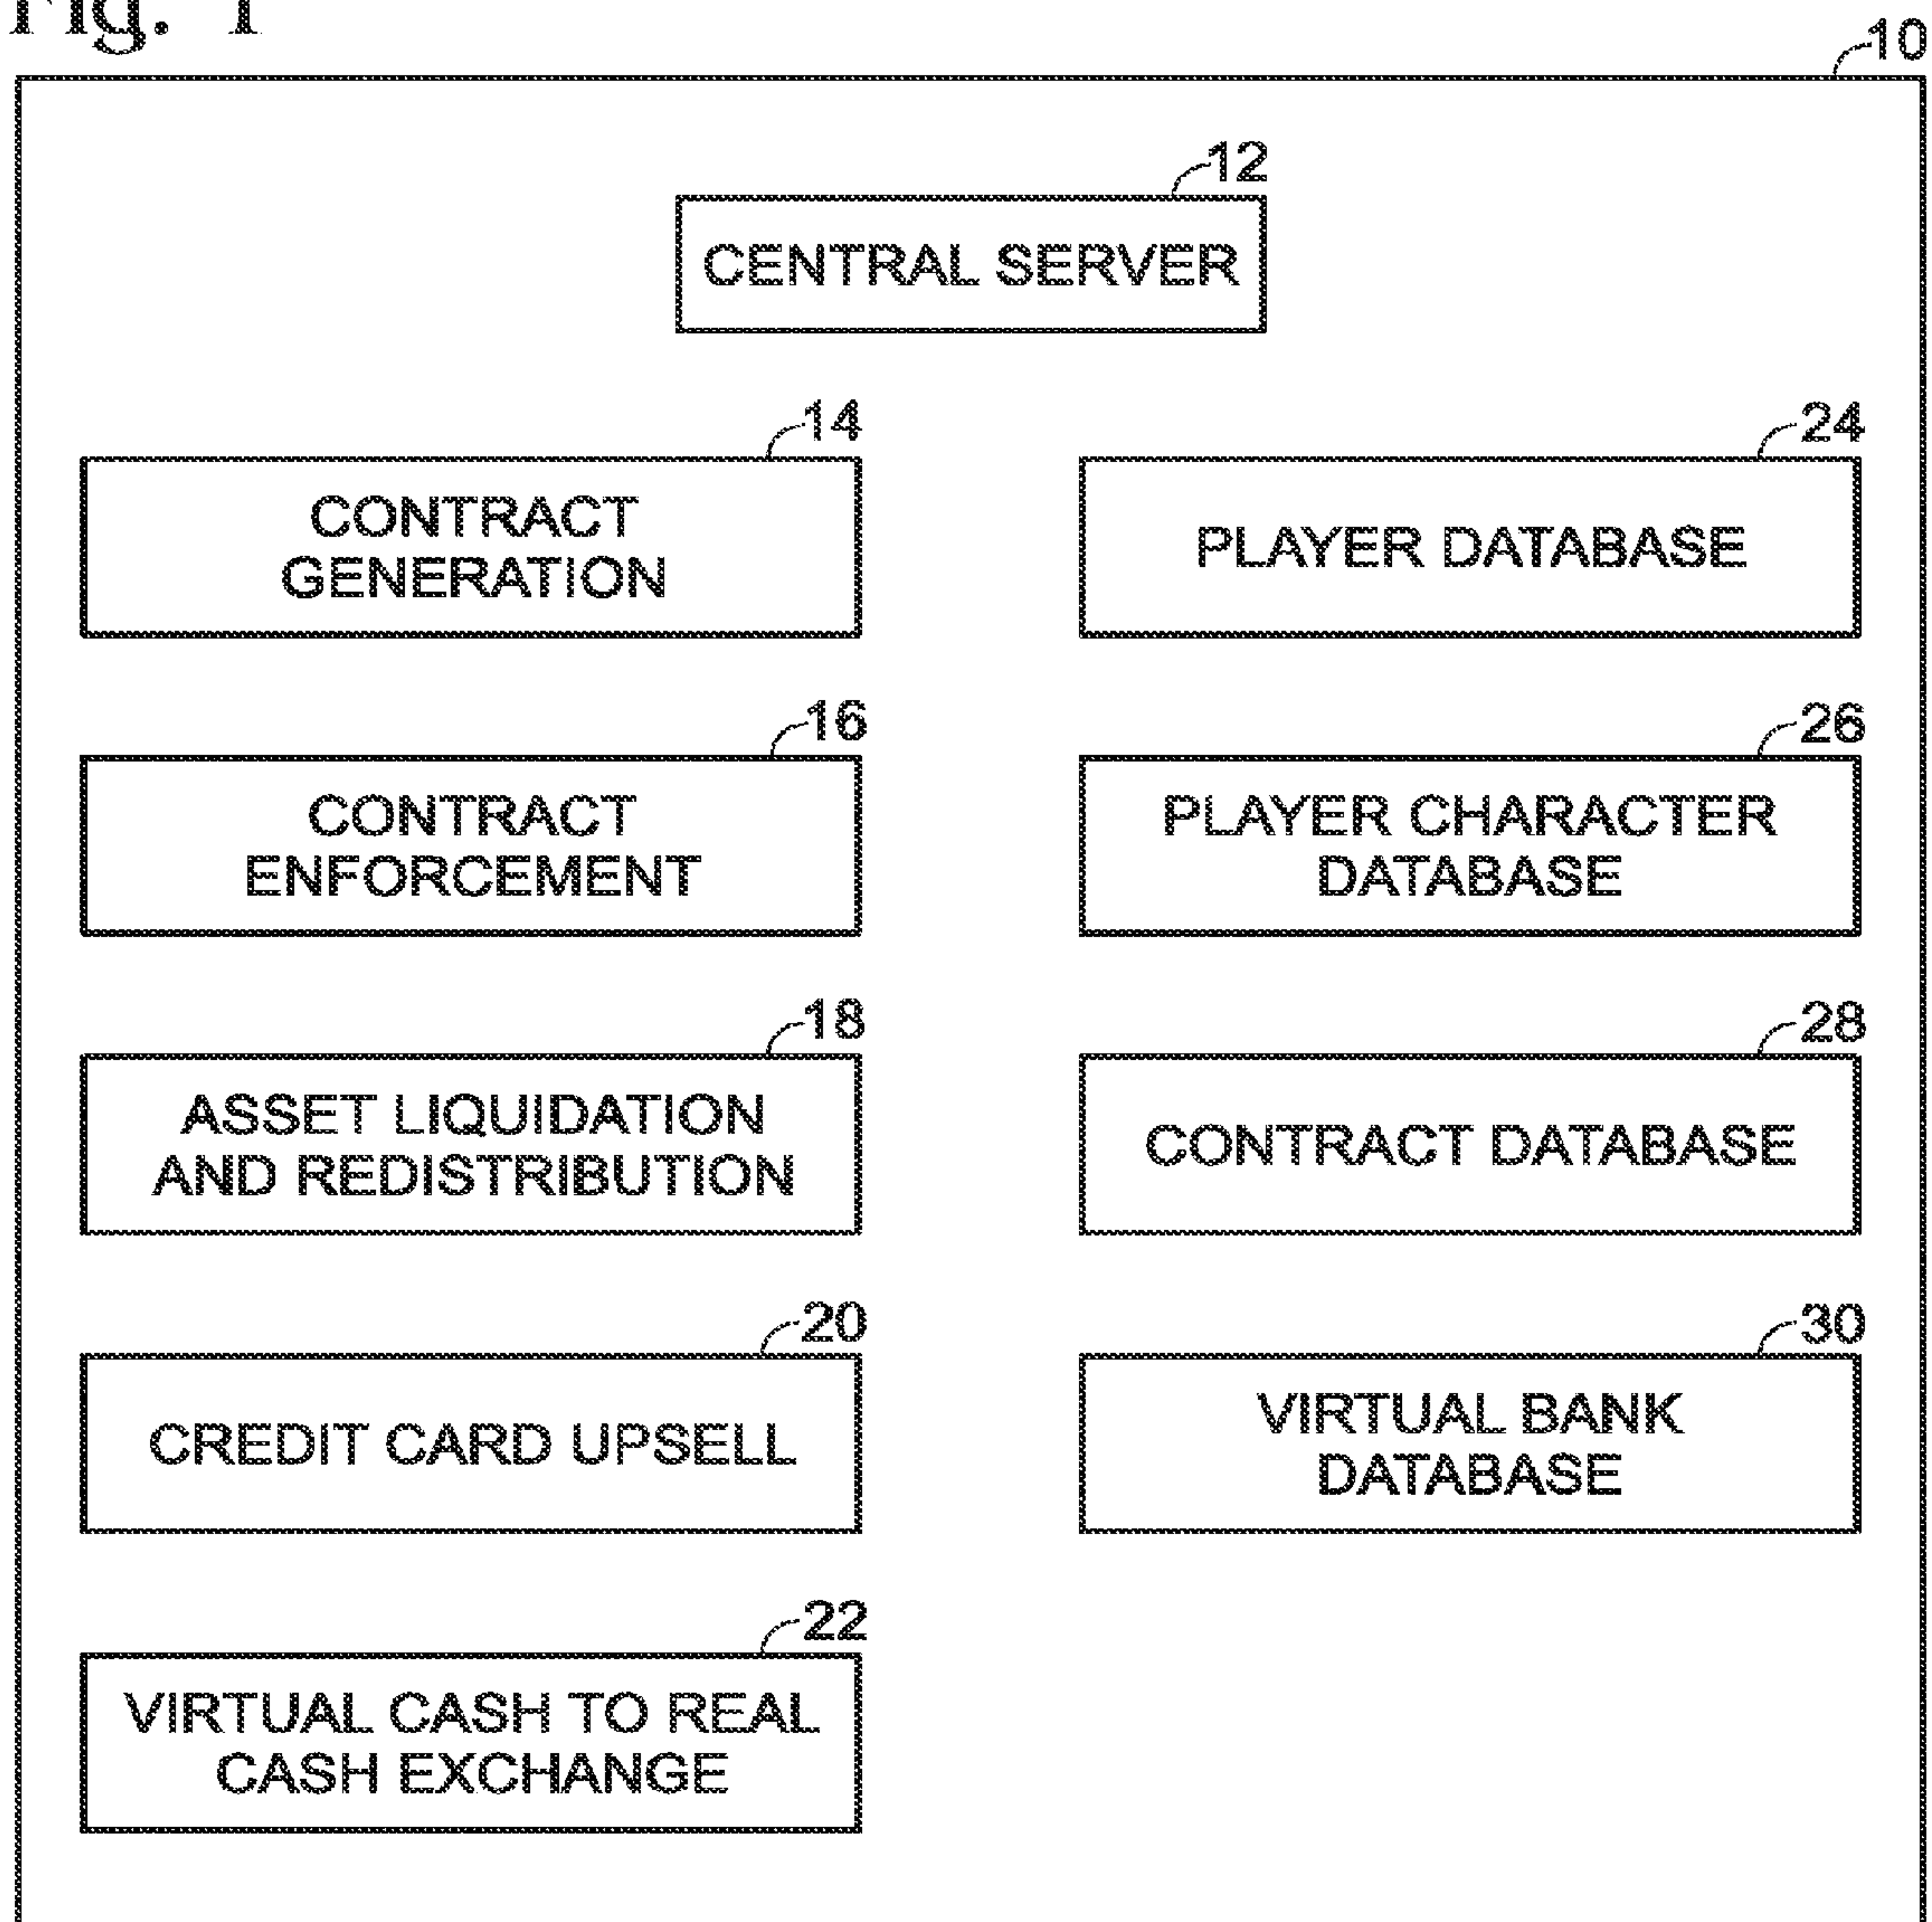 Fig. 1
10
12
CENTRAL SERVER
14
CONTRACT
GENERATION
24
PLAYER DATABASE
16
CONTRACT
ENFORCEMENT
26
PLAYER CHARACTER
DATABASE
18
ASSET LIQUIDATION
AND REDISTRIBUTION
28
CONTRACT DATABASE
20
CREDIT CARD UPSELL
30
VIRTUAL BANK
DATABASE
22
VIRTUAL CASH TO REAL
CASH EXCHANGE